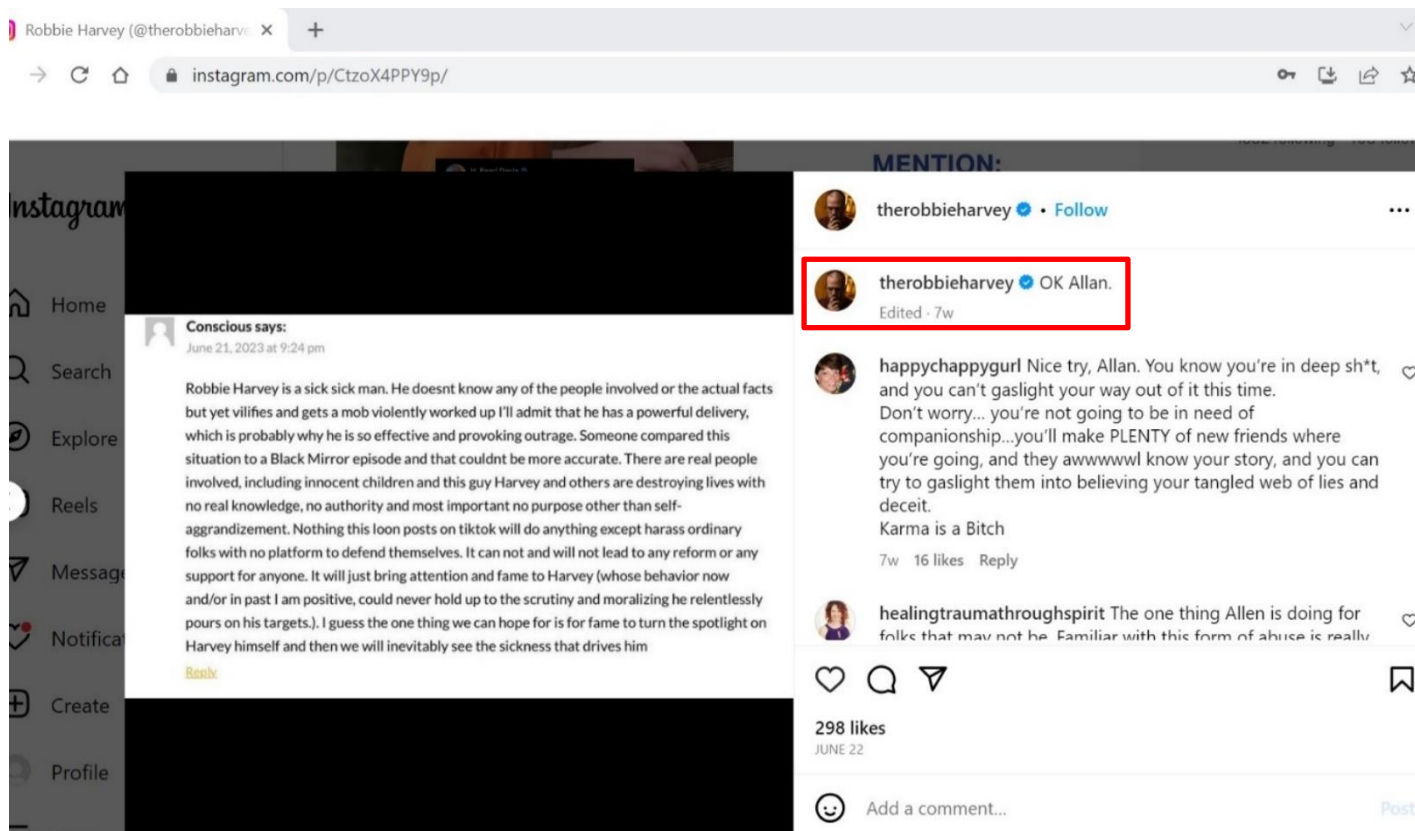 Robbie Harvey (@therobbieharve
instagram.com/p/CtzoX4PPY9p/
MENTION:
Instagram
Home
Search
Explore
Reels
Message
Notificat
Create
Profile
Conscious says:
June 21, 2023 at 9:24 pm
Robbie Harvey is a sick sick man. He doesnt know any of the people involved or the actual facts
but yet vilifies and gets a mob violently worked up I'll admit that he has a powerful delivery,
which is probably why he is so effective and provoking outrage. Someone compared this
situation to a Black Mirror episode and that couldnt be more accurate. There are real people
involved, including innocent children and this guy Harvey and others are destroying lives with
no real knowledge, no authority and most important no purpose other than self-
aggrandizement. Nothing this loon posts on tiktok will do anything except harass ordinary
folks with no platform to defend themselves. It can not and will not lead to any reform or any
support for anyone. It will just bring attention and fame to Harvey (whose behavior now
and/or in past I am positive, could never hold up to the scrutiny and moralizing he relentlessly
pours on his targets.). I guess the one thing we can hope for is for fame to turn the spotlight on
Harvey himself and then we will inevitably see the sickness that drives him
Reply
therobbieharvey • Follow
therobbieharvey OK Allan.
Edited · 7w
happychappygurl Nice try, Allan. You know you're in deep sh*t,
and you can't gaslight your way out of it this time.
Don't worry... you're not going to be in need of
companionship...you'll make PLENTY of new friends where
you're going, and they awwwwwl know your story, and you can
try to gaslight them into believing your tangled web of lies and
deceit.
Karma is a Bitch
7w 16 likes Reply
healingtraumathroughspirit The one thing Allen is doing for
folks that may not be. Familiar with this form of abuse is really
298 likes
JUNE 22
Add a comment...
Post